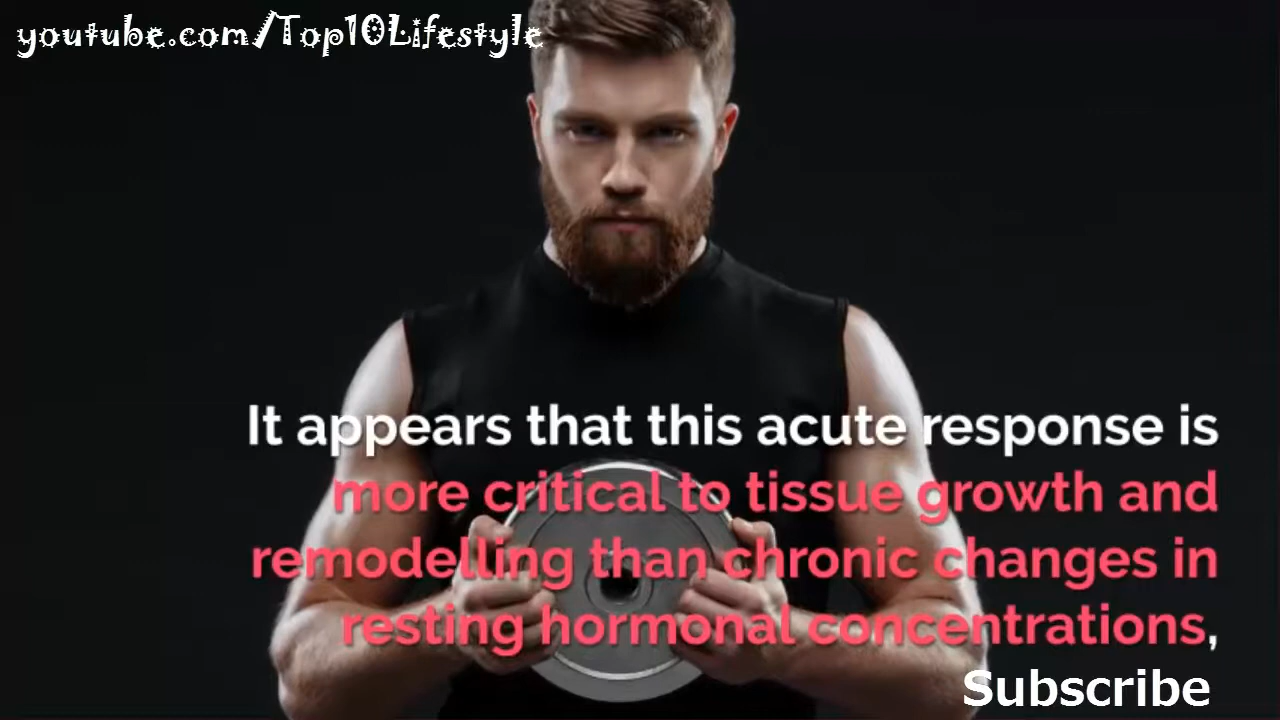 youtube.com/Top10Lifestyle
It appears that this acute response is
more critical to tissue growth and
remodelling than chronic changes in
resting hormonal concentrations,
Subscribe